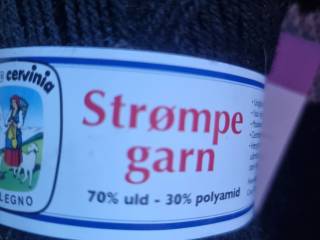 cervinia
Strømpe
garn
70% uld - 30% polyamid
LEGNO